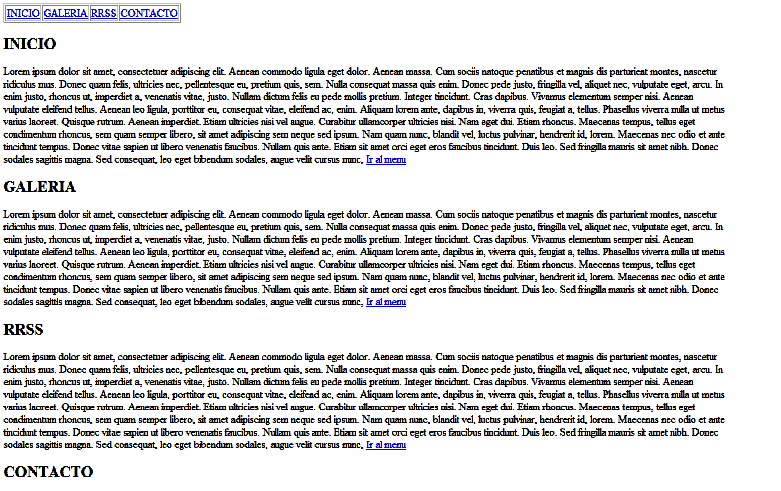 INICIO GALERIA RRSS CONTACTO
INICIO
Lorem ipsum dolor sit amet, consectetuer adipiscing elit. Aenean commodo ligula eget dolor. Aenean massa. Cum sociis natoque penatibus et magnis dis parturient montes, nascetur
ridiculus mus. Donec quam felis, ultricies nec, pellentesque eu, pretium quis, sem. Nulla consequat massa quis enim. Donec pede justo, fringilla vel, aliquet nec, vulputate eget, arcu. In
enim justo, rhoncus ut, imperdiet a, venenatis vitae, justo. Nullam dictum felis eu pede mollis pretium. Integer tincidunt. Cras dapibus. Vivamus elementum semper nisi. Aenean
vulputate eleifend tellus. Aenean leo ligula, porttitor eu, consequat vitae, eleifend ac, enim. Aliquam lorem ante, dapibus in, viverra quis, feugiat a, tellus. Phasellus viverra nulla ut metus
varius laoreet. Quisque rutrum. Aenean imperdiet. Etiam ultricies nisi vel augue. Curabitur ullamcorper ultricies nisi. Nam eget dui. Etiam rhoncus. Maecenas tempus, tellus eget
condimentum rhoncus, sem quam semper libero, sit amet adipiscing sem neque sed ipsum. Nam quam nunc, blandit vel, luctus pulvinar, hendrerit id, lorem. Maecenas nec odio et ante
tincidunt tempus. Donec vitae sapien ut libero venenatis faucibus. Nullam quis ante. Etiam sit amet orci eget eros faucibus tincidunt. Duis leo. Sed fringilla mauris sit amet nibh. Donec
sodales sagittis magna. Sed consequat, leo eget bibendum sodales, augue velit cursus nunc, Ir al menu
GALERIA
Lorem ipsum dolor sit amet, consectetuer adipiscing elit. Aenean commodo ligula eget dolor. Aenean massa. Cum sociis natoque penatibus et magnis dis parturient montes, nascetur
ridiculus mus. Donec quam felis, ultricies nec, pellentesque eu, pretium quis, sem. Nulla consequat massa quis enim. Donec pede justo, fringilla vel, aliquet nec, vulputate eget, arcu. In
enim justo, rhoncus ut, imperdiet a, venenatis vitae, justo. Nullam dictum felis eu pede mollis pretium. Integer tincidunt. Cras dapibus. Vivamus elementum semper nisi. Aenean
vulputate eleifend tellus. Aenean leo ligula, porttitor eu, consequat vitae, eleifend ac, enim. Aliquam lorem ante, dapibus in, viverra quis, feugiat a, tellus. Phasellus viverra nulla ut metus
varius laoreet. Quisque rutrum. Aenean imperdiet. Etiam ultricies nisi vel augue. Curabitur ullamcorper ultricies nisi. Nam eget dui. Etiam rhoncus. Maecenas tempus, tellus eget
condimentum rhoncus, sem quam semper libero, sit amet adipiscing sem neque sed ipsum. Nam quam nunc, blandit vel, luctus pulvinar, hendrerit id, lorem. Maecenas nec odio et ante
tincidunt tempus. Donec vitae sapien ut libero venenatis faucibus. Nullam quis ante. Etiam sit amet orci eget eros faucibus tincidunt. Duis leo. Sed fringilla mauris sit amet nibh. Donec
sodales sagittis magna. Sed consequat, leo eget bibendum sodales, augue velit cursus nunc, Ir al menu
RRSS
Lorem ipsum dolor sit amet, consectetuer adipiscing elit. Aenean commodo ligula eget dolor. Aenean massa. Cum sociis natoque penatibus et magnis dis parturient montes, nascetur
ridiculus mus. Donec quam felis, ultricies nec, pellentesque eu, pretium quis, sem. Nulla consequat massa quis enim. Donec pede justo, fringilla vel, aliquet nec, vulputate eget, arcu. In
enim justo, rhoncus ut, imperdiet a, venenatis vitae, justo. Nullam dictum felis eu pede mollis pretium. Integer tincidunt. Cras dapibus. Vivamus elementum semper nisi. Aenean
vulputate eleifend tellus. Aenean leo ligula, porttitor eu, consequat vitae, eleifend ac, enim. Aliquam lorem ante, dapibus in, viverra quis, feugiat a, tellus. Phasellus viverra nulla ut metus
varius laoreet. Quisque rutrum. Aenean imperdiet. Etiam ultricies nisi vel augue. Curabitur ullamcorper ultricies nisi. Nam eget dui. Etiam rhoncus. Maecenas tempus, tellus eget
condimentum rhoncus, sem quam semper libero, sit amet adipiscing sem neque sed ipsum. Nam quam nunc, blandit vel, luctus pulvinar, hendrerit id, lorem. Maecenas nec odio et ante
tincidunt tempus. Donec vitae sapien ut libero venenatis faucibus. Nullam quis ante. Etiam sit amet orci eget eros faucibus tincidunt. Duis leo. Sed fringilla mauris sit amet nibh. Donec
sodales sagittis magna. Sed consequat, leo eget bibendum sodales, augue velit cursus nunc, Ir al menu
CONTACTO